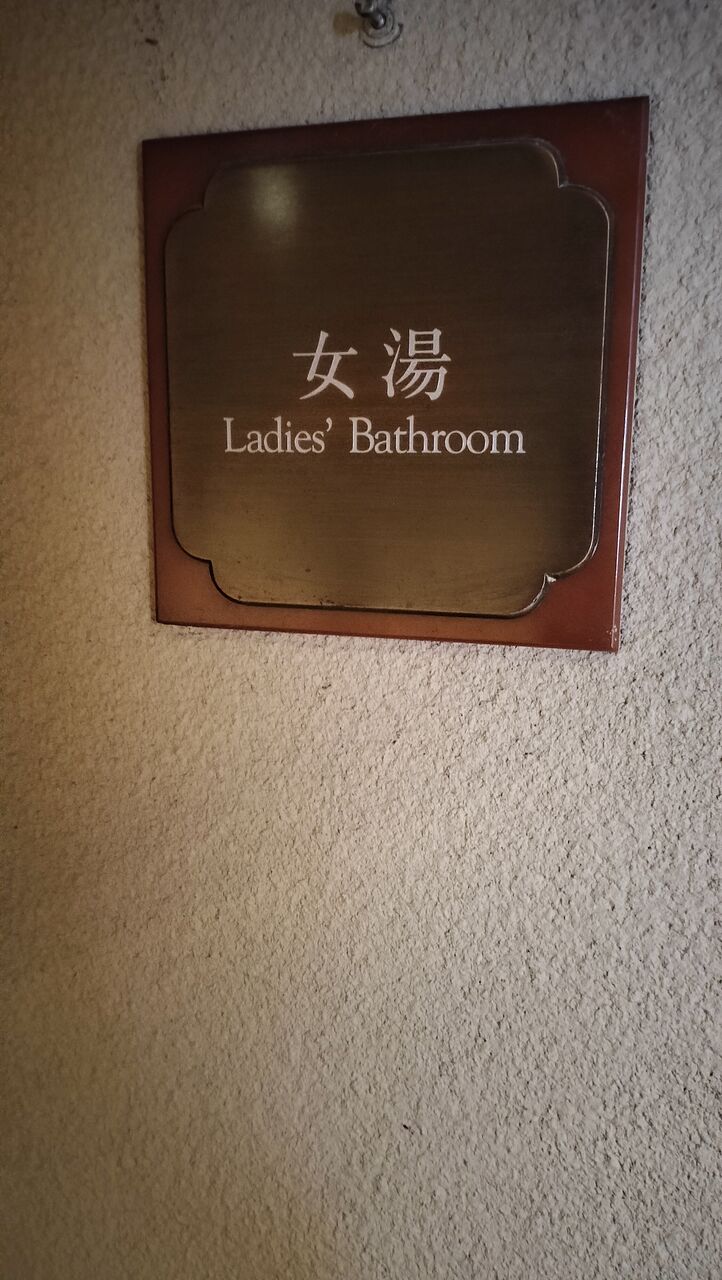 女湯
Ladies’ Bathroom